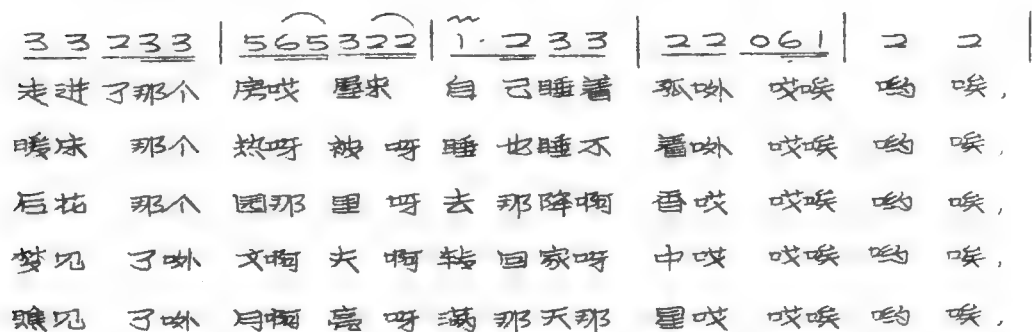 3 3 2 3 3 | 5 6 5 3 2 2 | 1· 2 3 3 | 2 2 0 6 1 | 2 2 |
走进 了那个 房哎 屋来 自己睡着 孤呦 哎唉 哟 唉,
暖床 那个 热呀 被 呀 睡 也睡不 着呦 哎唉 哟 唉,
后花 那个 园那 里 呀 去 那降啊 香哎 哎唉 哟 唉,
梦见 了呦 丈啊 夫 啊 转 回家呀 中哎 哎唉 哟 唉,
瞧见 了呦 月啊 亮 呀 满 那天那 星哎 哎唉 哟 唉,